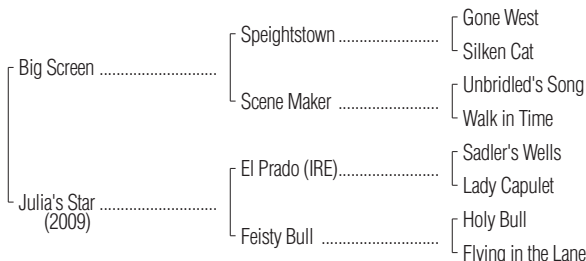 Gone West
Speightstown
Silken Cat
Big Screen
Unbridled's Song
Scene Maker
Walk in Time
Sadler's Wells
El Prado (IRE)
Lady Capulet
Julia's Star
(2009)
Holy Bull
Feisty Bull
Flying in the Lane